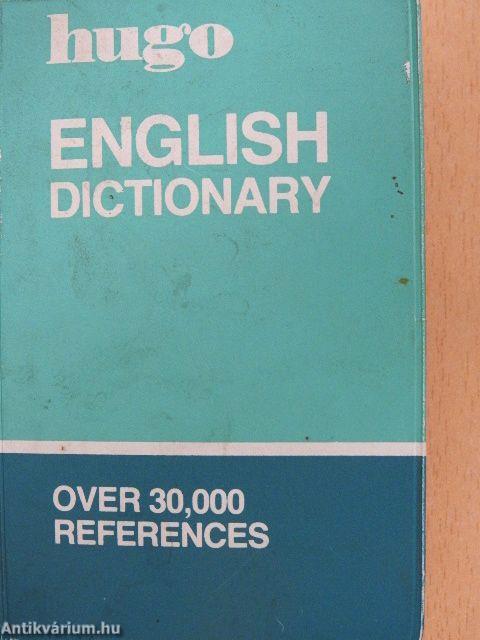 hugo
ENGLISH
DICTIONARY
OVER 30,000
REFERENCES
Antikvárium.hu